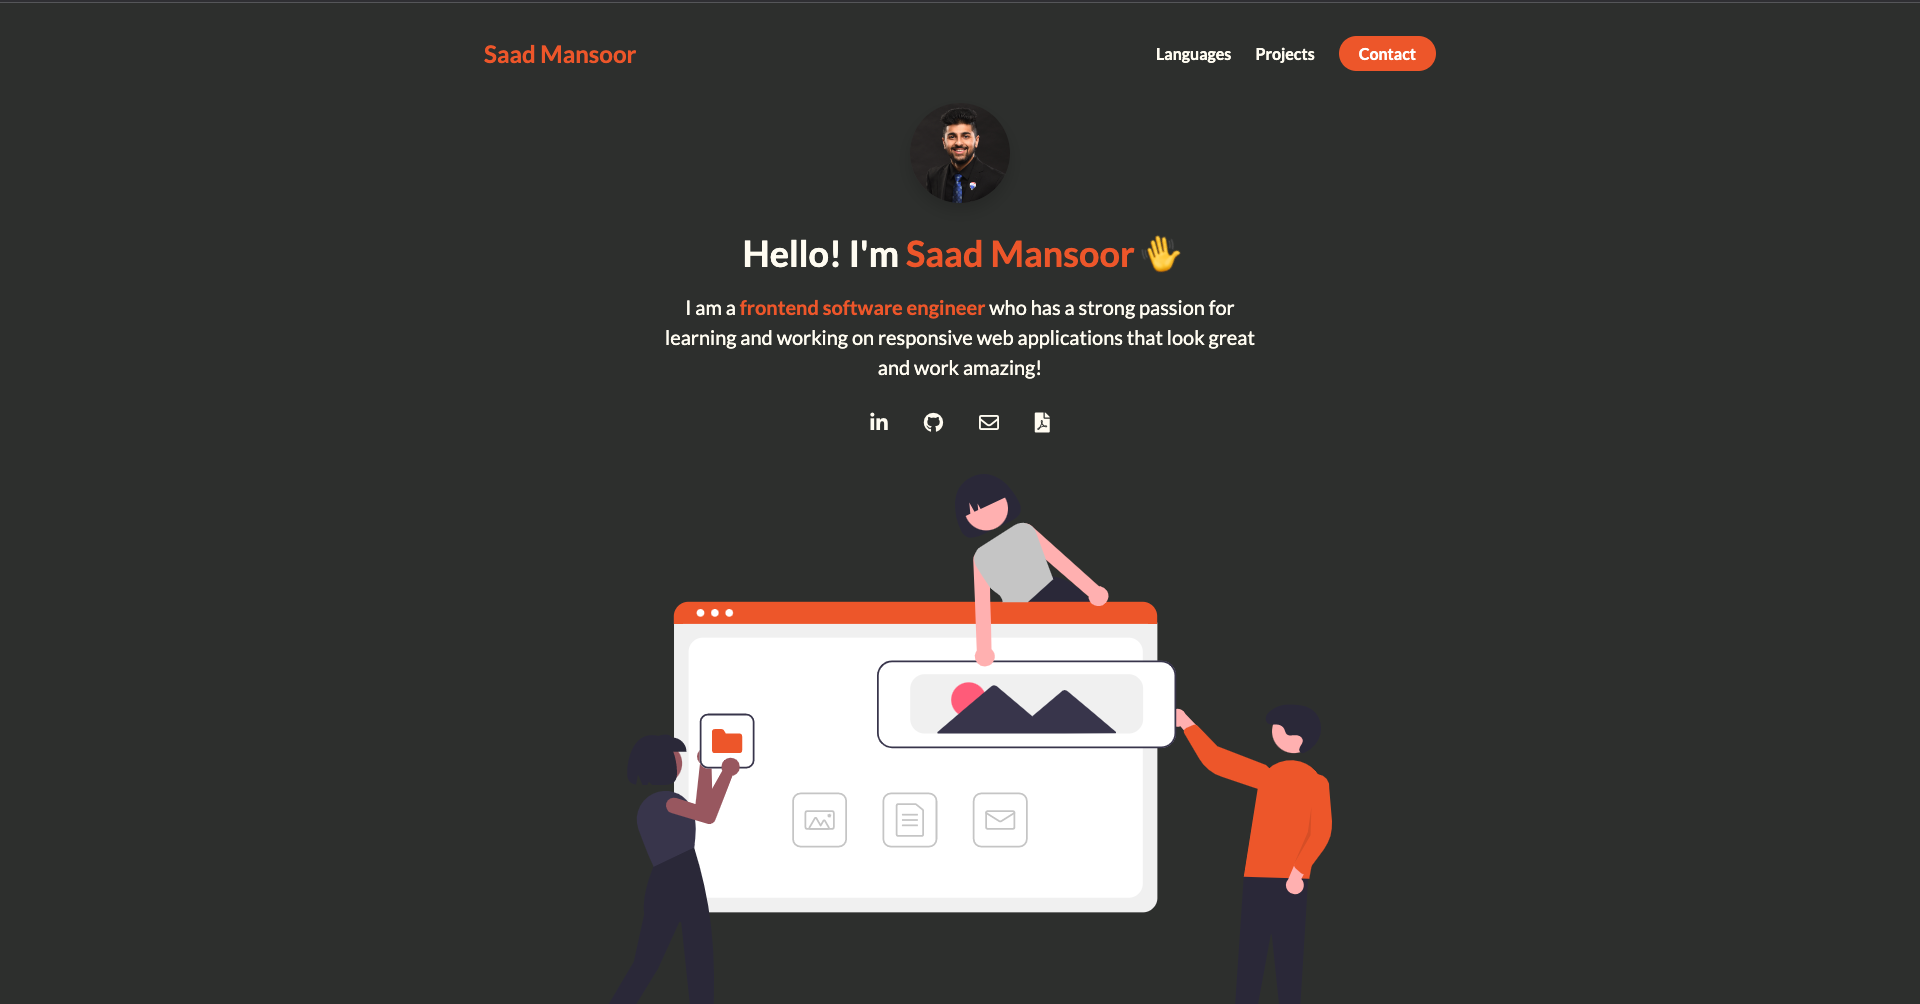 Saad Mansoor
Languages Projects Contact
Hello! I'm Saad Mansoor 👋
I am a frontend software engineer who has a strong passion for
learning and working on responsive web applications that look great
and work amazing!
in